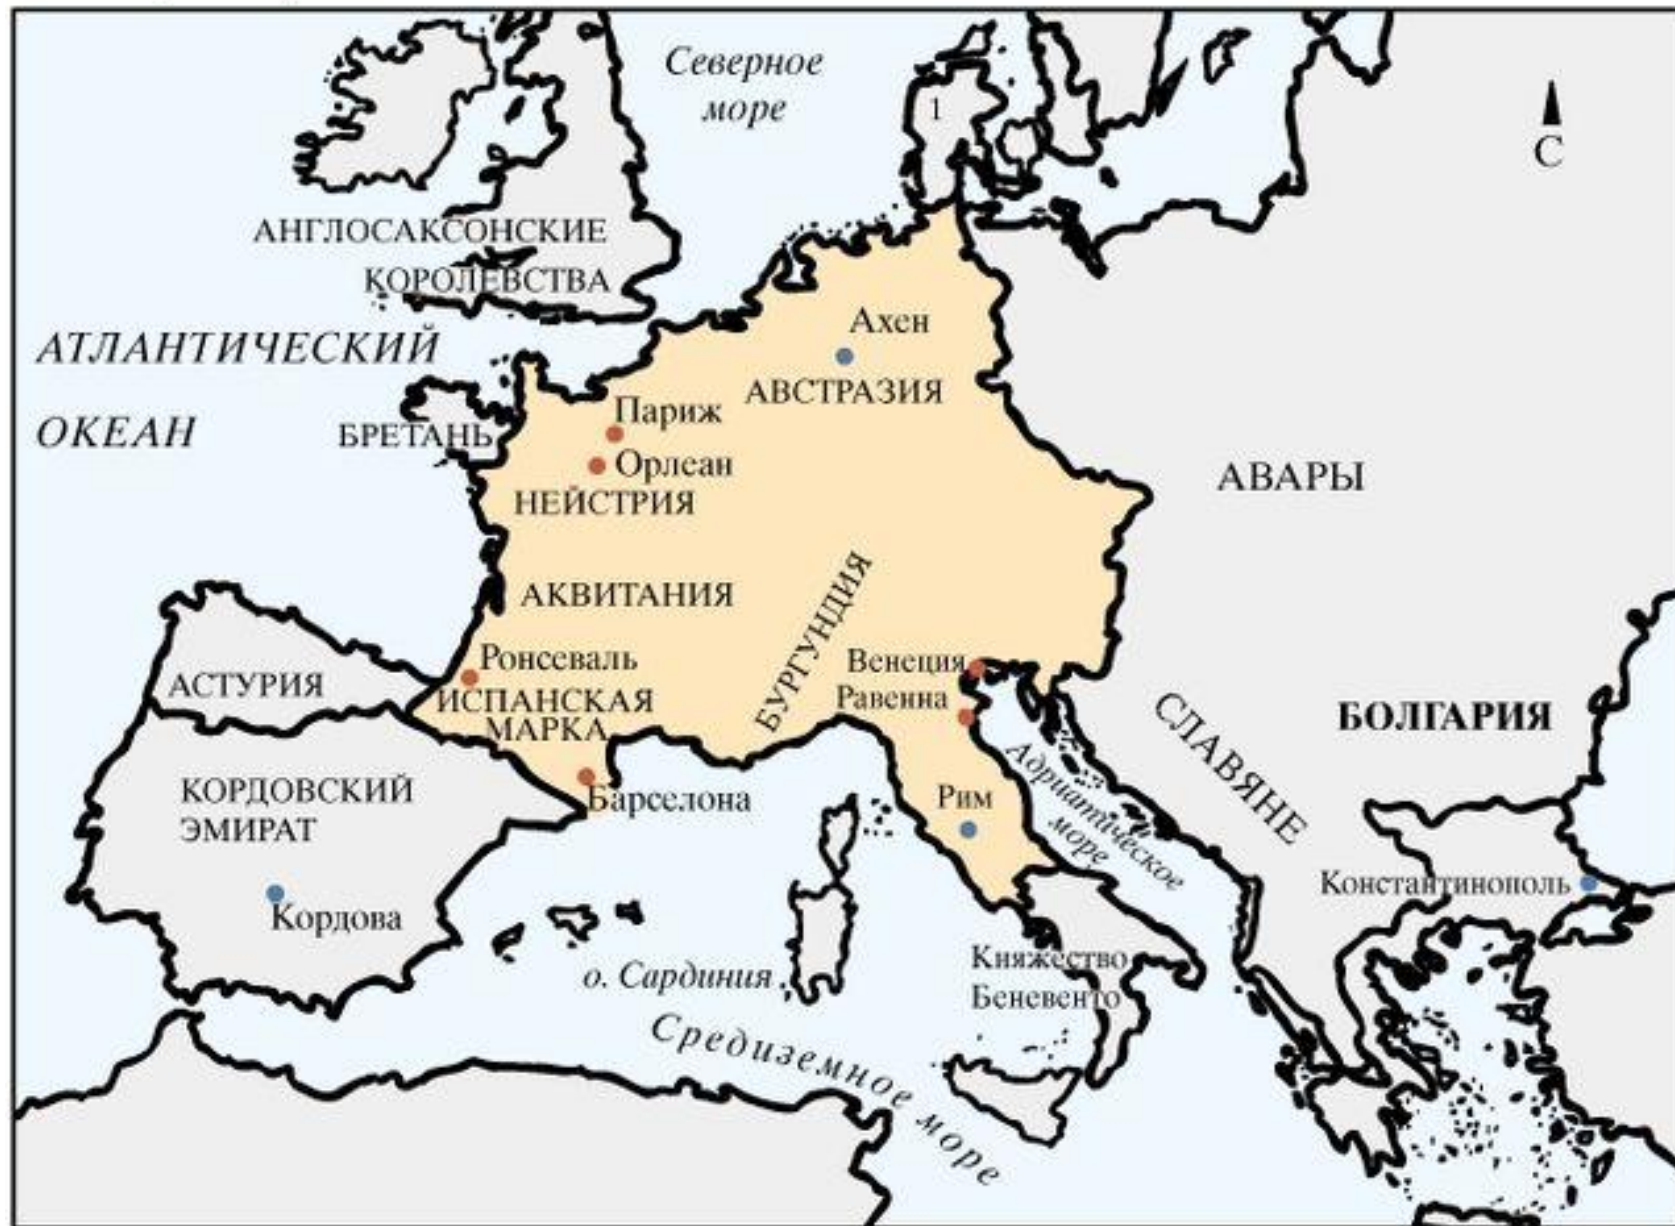 Северное
море
1
С
АНГЛОСАКСОНСКИЕ
КОРОЛЕВСТВА
АТЛАНТИЧЕСКИЙ
ОКЕАН
Ахен
АВСТРАЗИЯ
Париж
БРЕТАНЬ
Орлеан
НЕЙСТРИЯ
АВАРЫ
АКВИТАНИЯ
БУРГУНДИЯ
Ронсеваль
ИСПАНСКАЯ
МАРКА
Венеция
Равенна
АСТУРИЯ
СЛАВЯНЕ
БОЛГАРИЯ
КОРДОВСКИЙ
ЭМИРАТ
Барселона
Рим
Адриатическое
море
Константинополь
Кордова
о. Сардиния
Княжество
Беневенто
Средиземное море